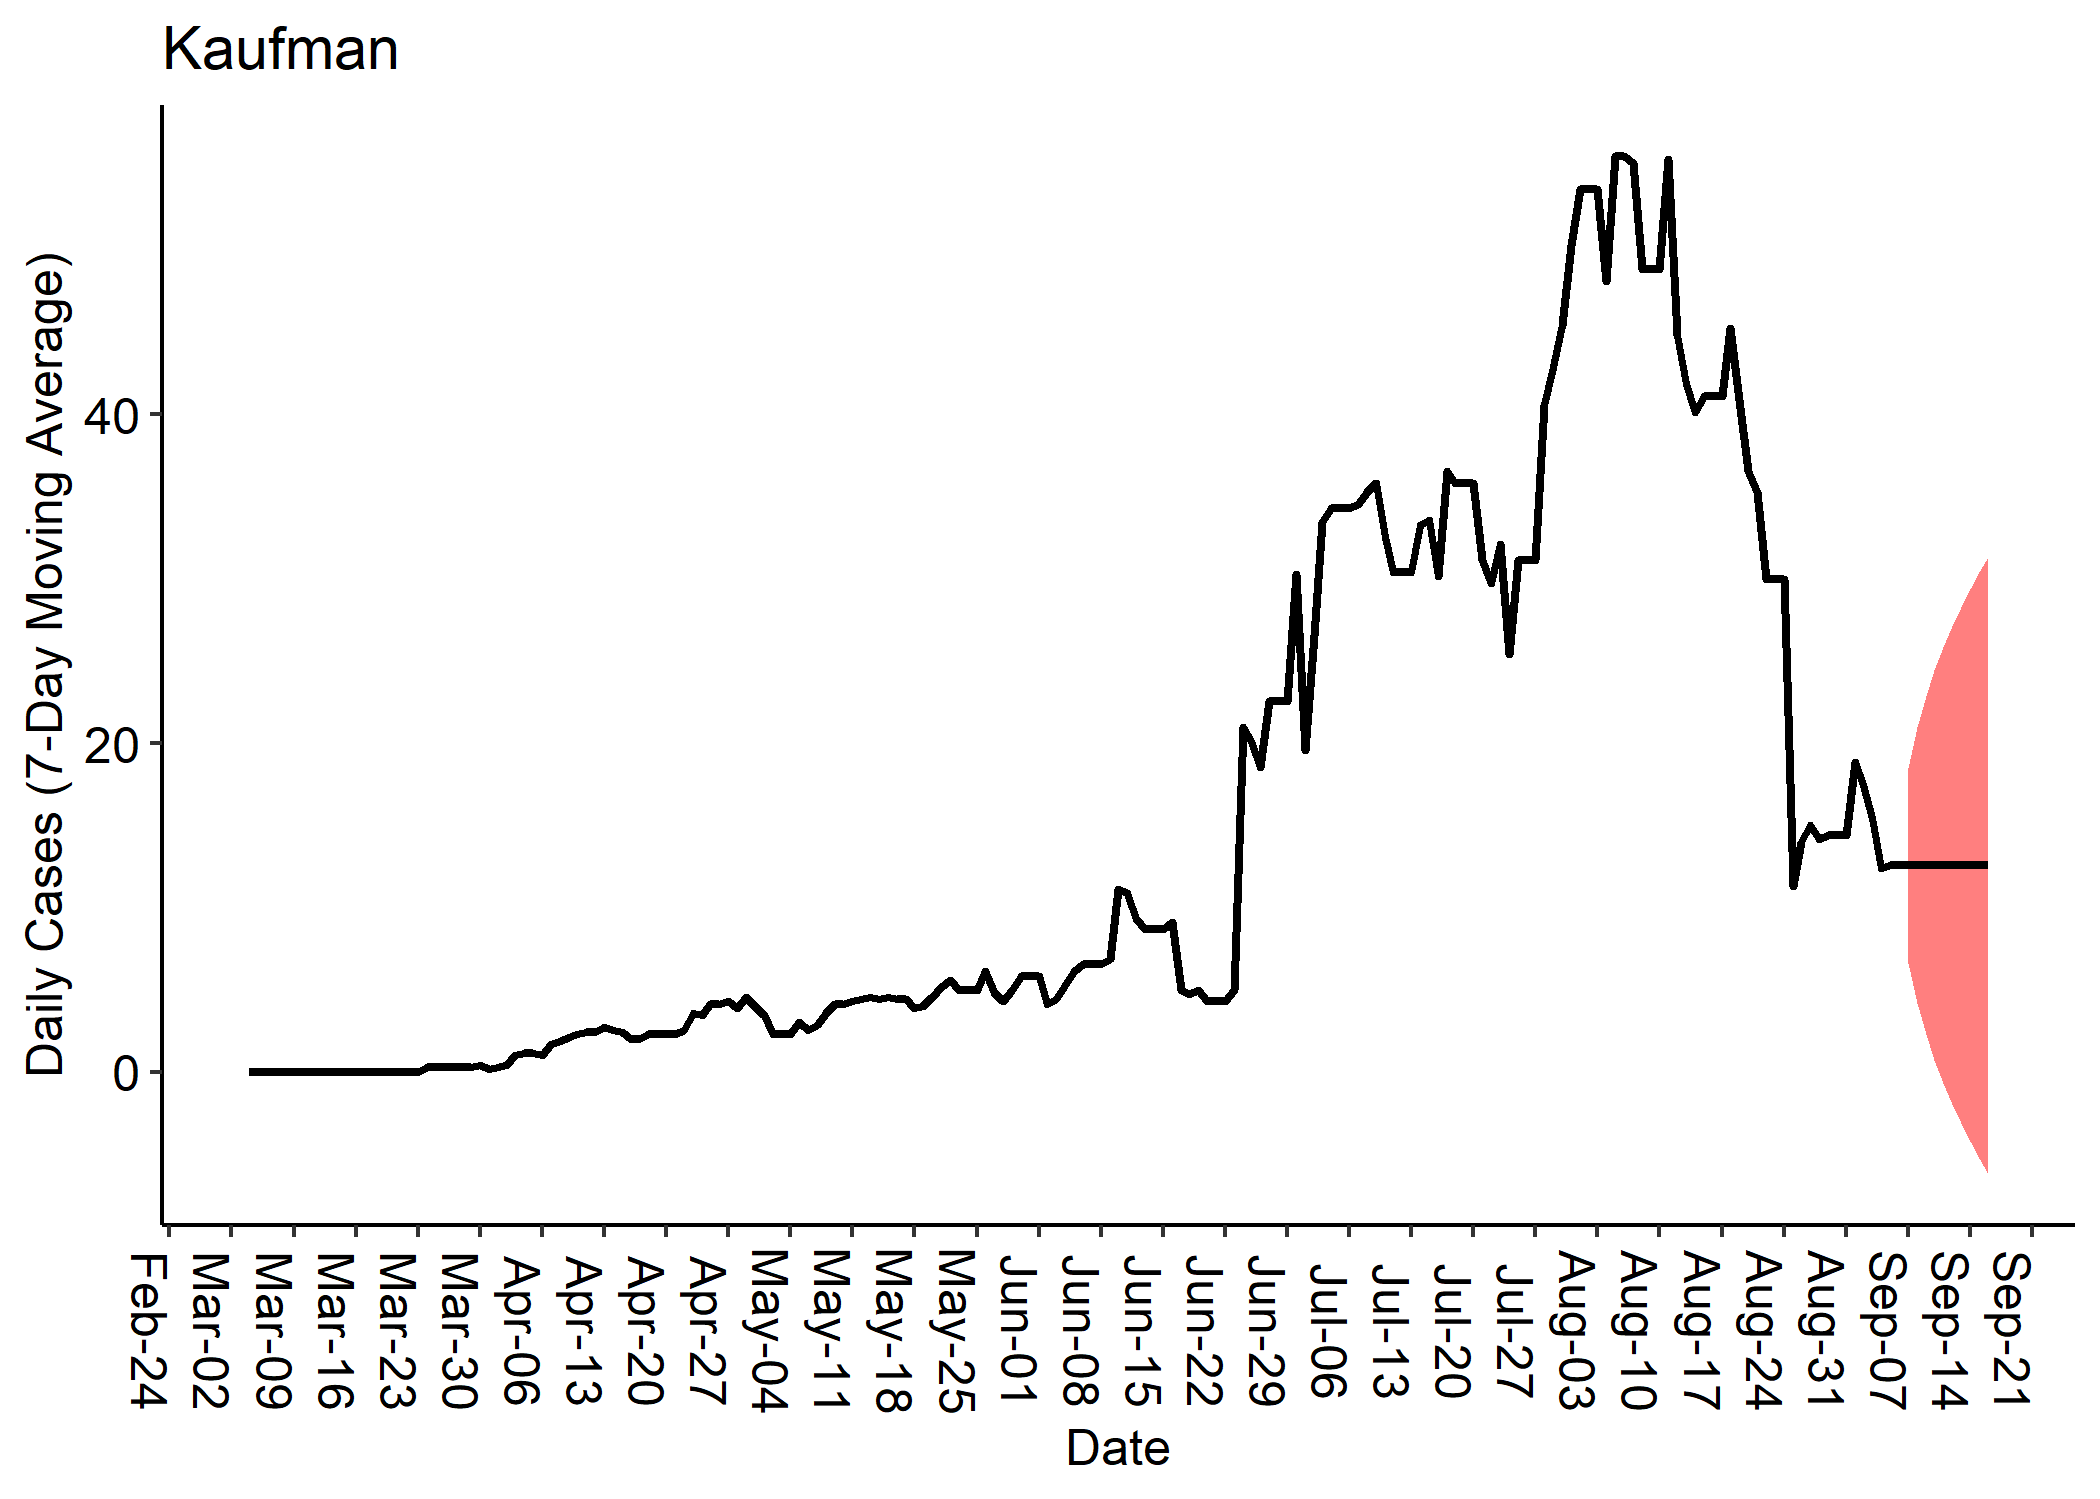 Kaufman
Daily Cases (7-Day Moving Average)
40
20
0
Feb-24
Mar-02
Mar-09
Mar-16
Mar-23
Mar-30
Apr-06
Apr-13
Apr-20
Apr-27
May-04
May-11
May-18
May-25
Jun-01
Jun-08
Jun-15
Jun-22
Jun-29
Jul-06
Jul-13
Jul-20
Jul-27
Aug-03
Aug-10
Aug-17
Aug-24
Aug-31
Sep-07
Sep-14
Sep-21
Date